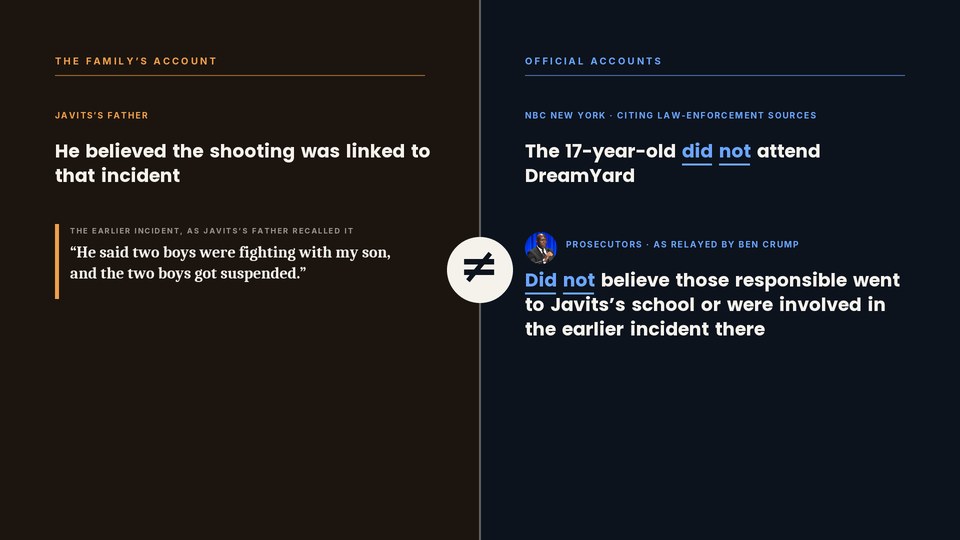 THE FAMILY’S ACCOUNT
JAVITS’S FATHER
He believed the shooting was linked to
that incident
THE EARLIER INCIDENT, AS JAVITS’S FATHER RECALLED IT
“He said two boys were fighting with my son,
and the two boys got suspended.”
≠
OFFICIAL ACCOUNTS
NBC NEW YORK · CITING LAW-ENFORCEMENT SOURCES
The 17-year-old did not attend
DreamYard
PROSECUTORS · AS RELAYED BY BEN CRUMP
Did not believe those responsible went
to Javits’s school or were involved in
the earlier incident there